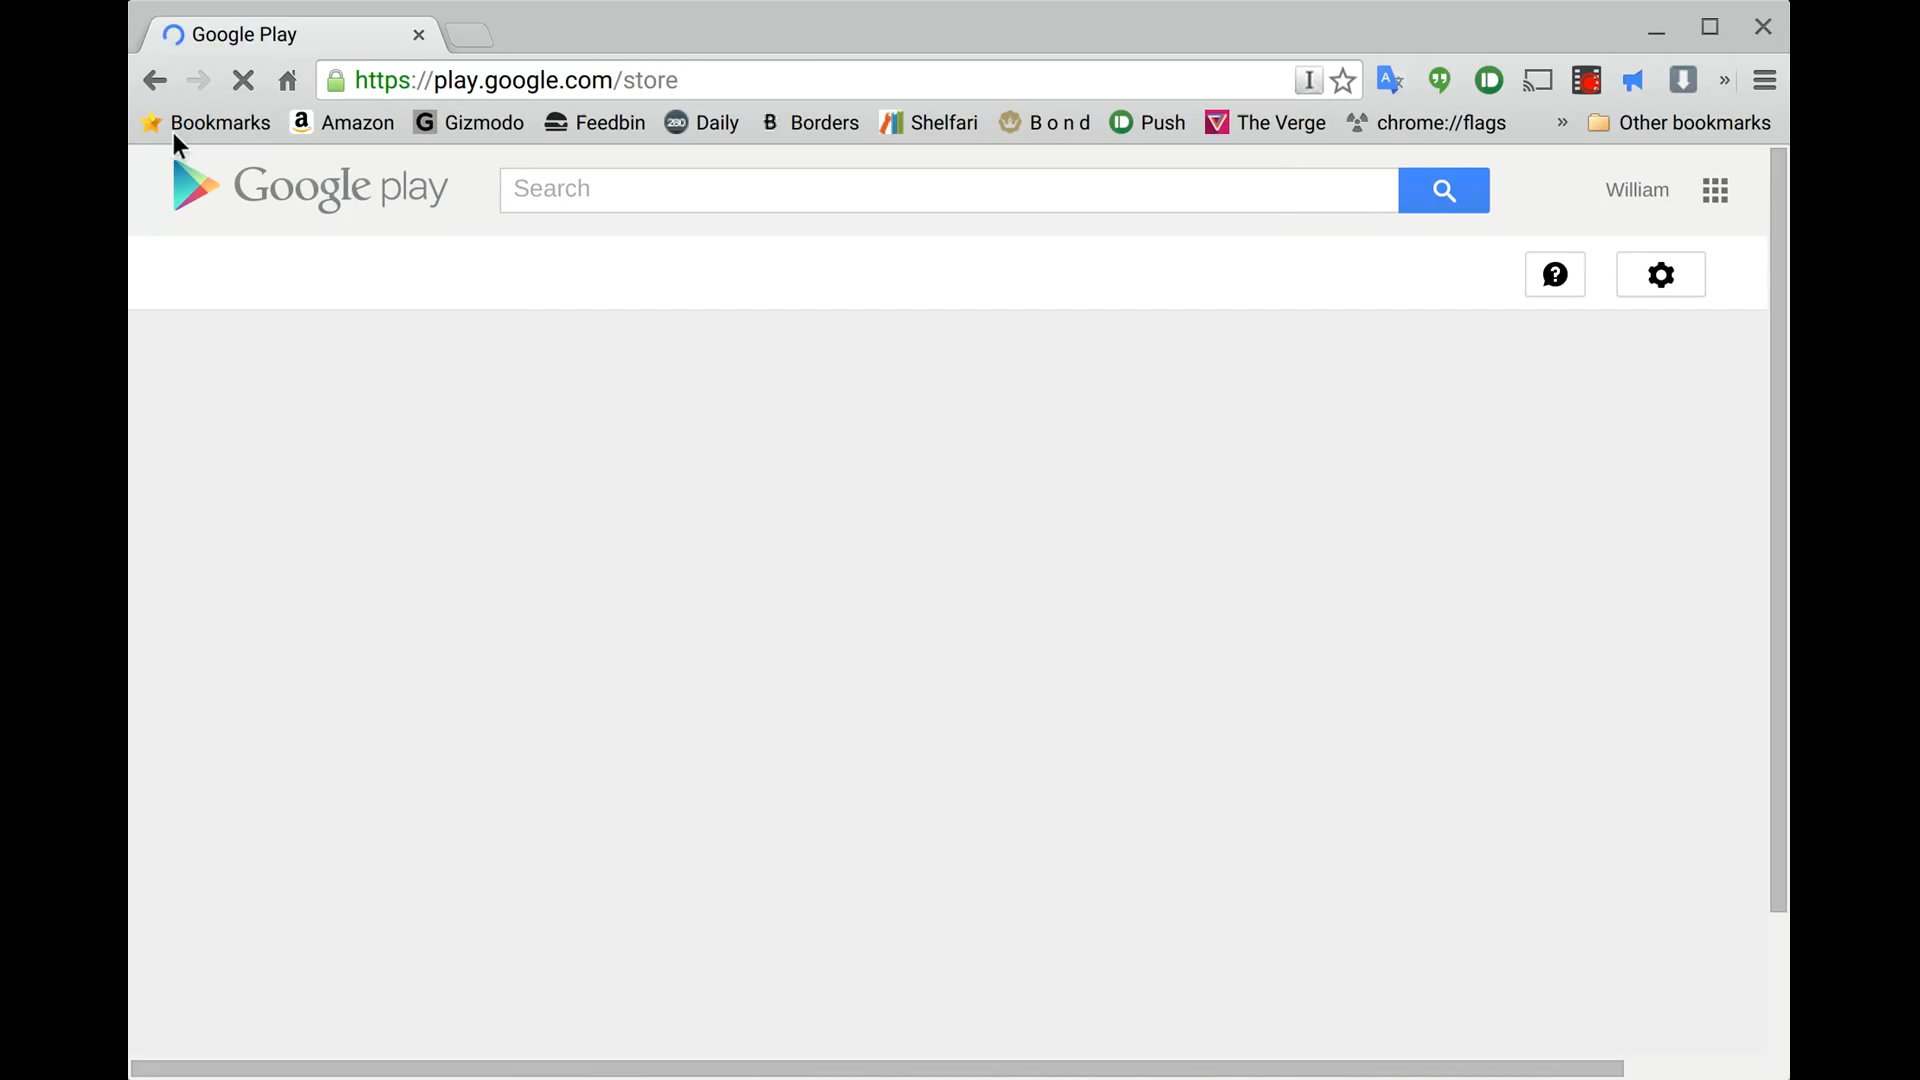 Google Play
https://play.google.com/store
Bookmarks Amazon Gizmodo Feedbin 280 Daily B Borders Shelfari B o n d Push The Verge chrome://flags » Other bookmarks
Google play Search William